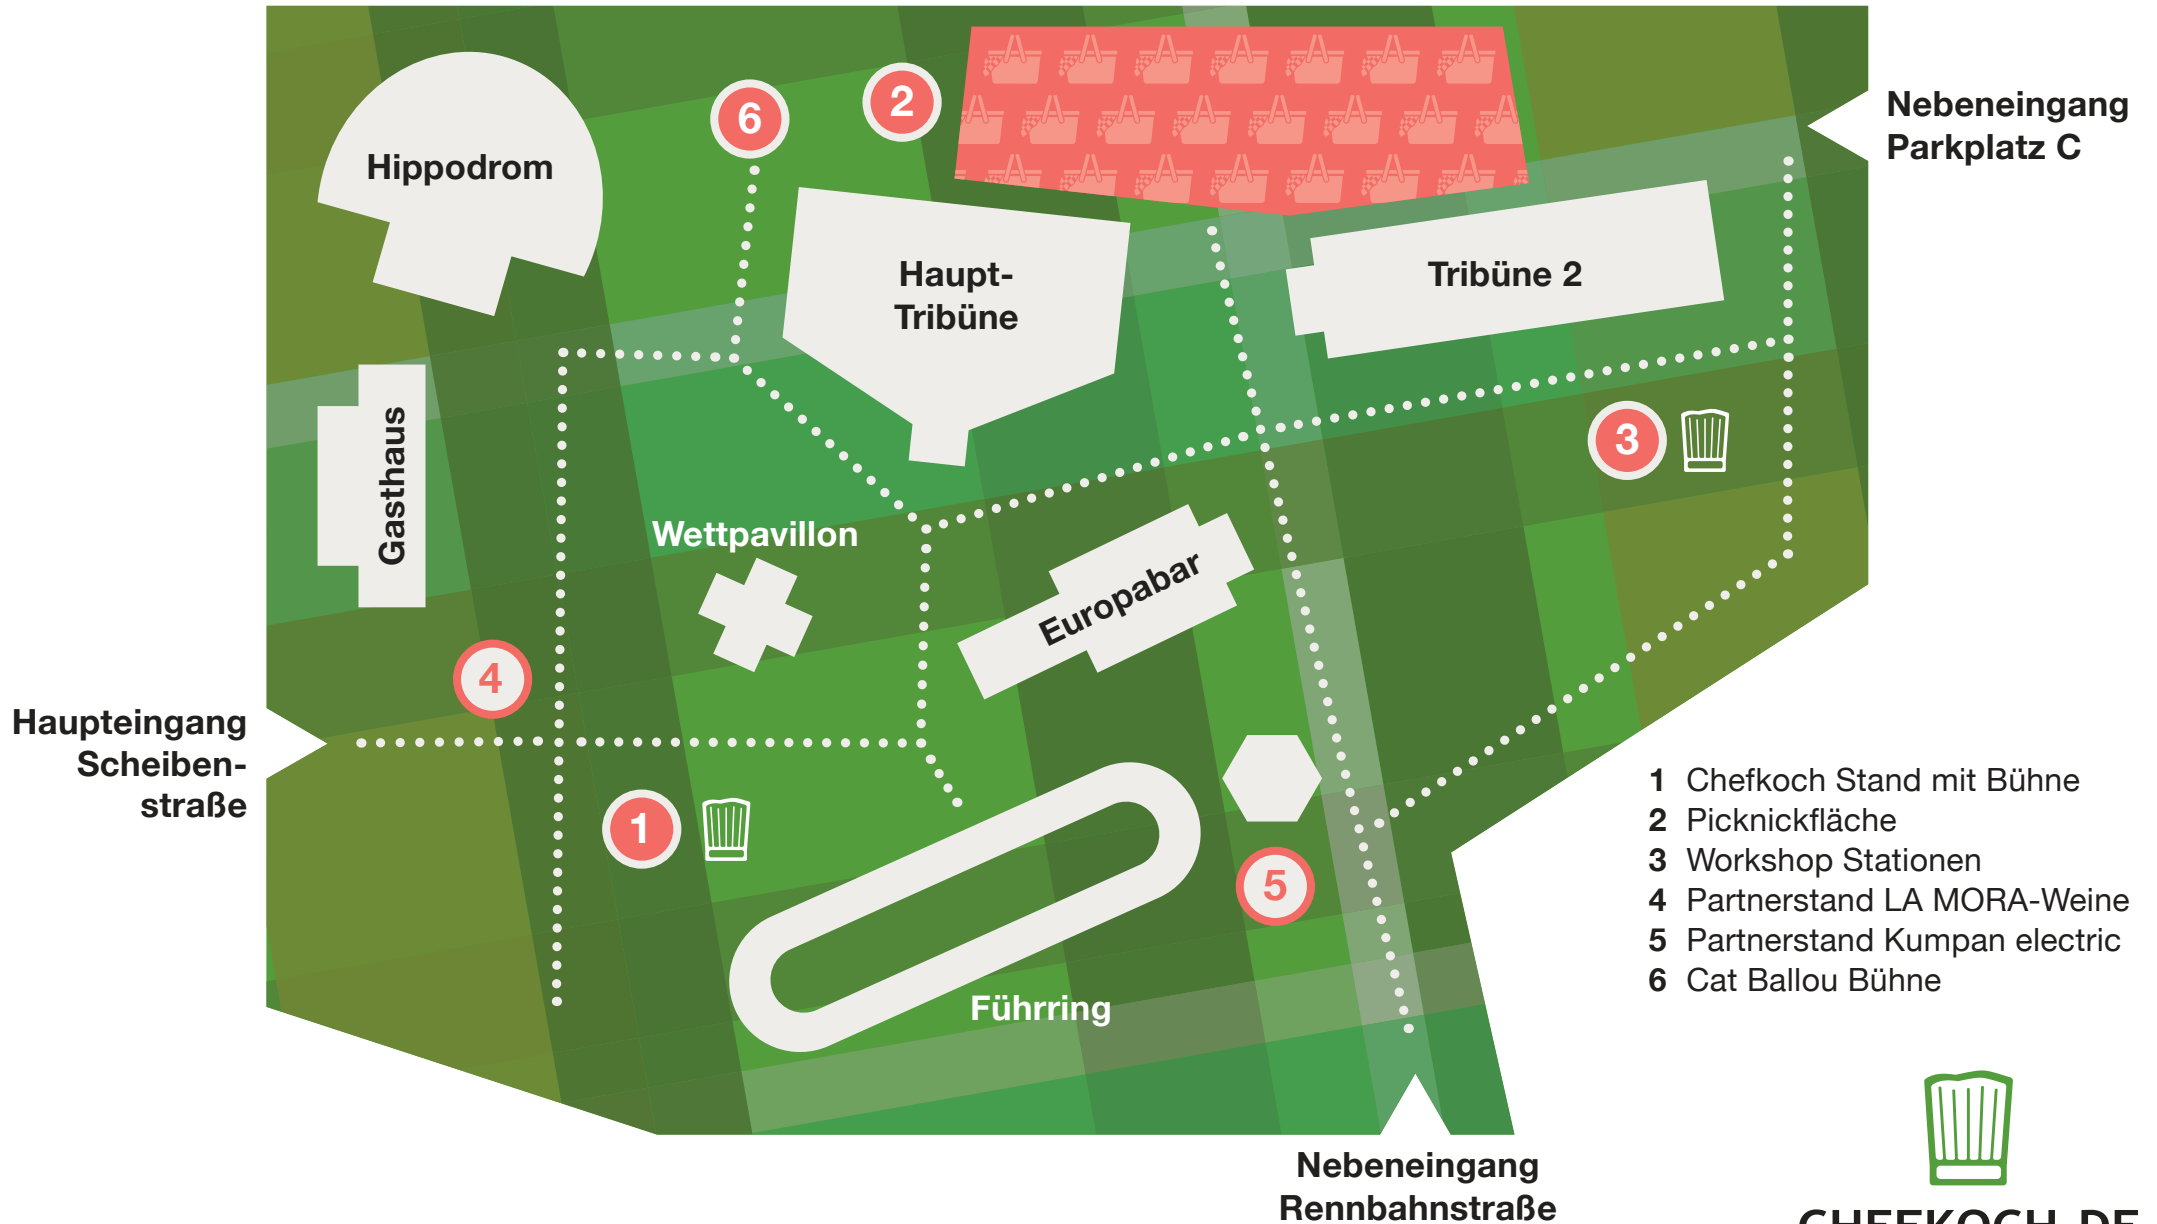 Hippodrom
6
2
Nebeneingang
Parkplatz C
Haupt-
Tribüne
Tribüne 2
Gasthaus
3
Wettpavillon
Europabar
4
Haupteingang
Scheiben-
straße
1
5
Führring
1 Chefkoch Stand mit Bühne
2 Picknickfläche
3 Workshop Stationen
4 Partnerstand LA MORA-Weine
5 Partnerstand Kumpan electric
6 Cat Ballou Bühne
Nebeneingang
Rennbahnstraße
CHEFKOCH.DE